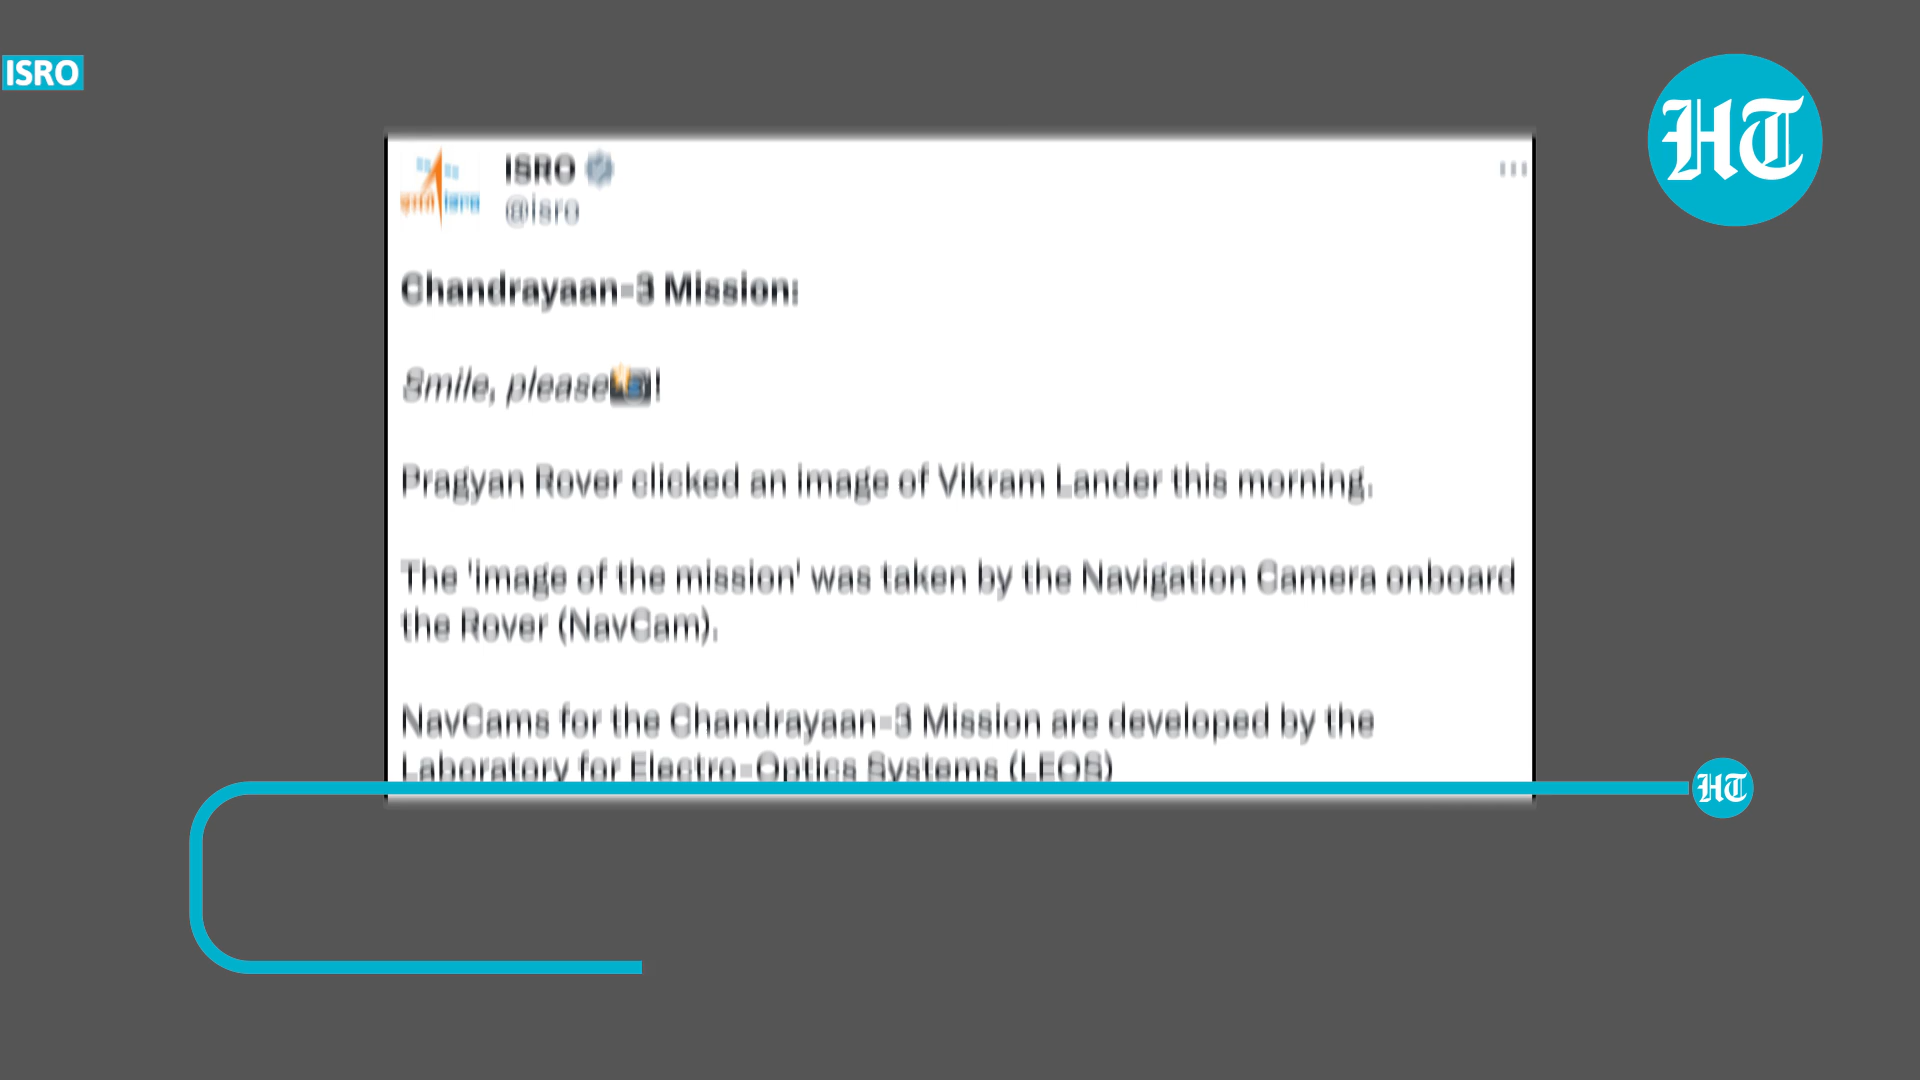 ISRO
HT
ISRO
@isro
Chandrayaan-3 Mission:
Smile, please📸!
Pragyan Rover clicked an image of Vikram Lander this morning.
The 'image of the mission' was taken by the Navigation Camera onboard
the Rover (NavCam).
NavCams for the Chandrayaan-3 Mission are developed by the
Laboratory for Electro-Optics Systems (LEOS)
HT